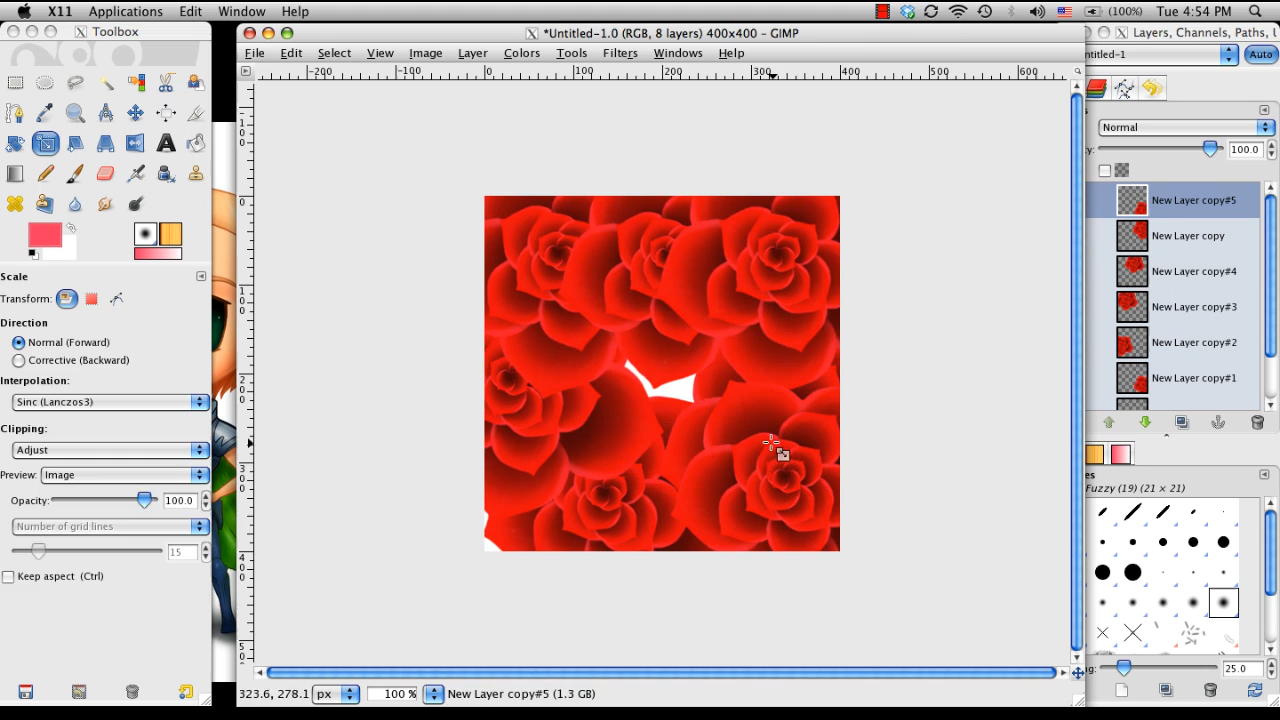 X11 Applications Edit Window Help (100%) Tue 4:54 PM
Toolbox
*Untitled-1.0 (RGB, 8 layers) 400x400 – GIMP
Layers, Channels, Paths,
File Edit Select View Image Layer Colors Tools Filters Windows Help
Auto
-200 -100 0 100 200 300 400 500 600
Normal
100.0
New Layer copy#5
New Layer copy
New Layer copy#4
New Layer copy#3
New Layer copy#2
New Layer copy#1
Scale
Transform:
Direction
Normal (Forward)
Corrective (Backward)
Interpolation:
Sinc (Lanczos3)
Clipping:
Adjust
Preview: Image
Opacity: 100.0
Number of grid lines
15
Keep aspect (Ctrl)
Fuzzy (19) (21 × 21)
25.0
323.6, 278.1 px 100 % New Layer copy#5 (1.3 GB)